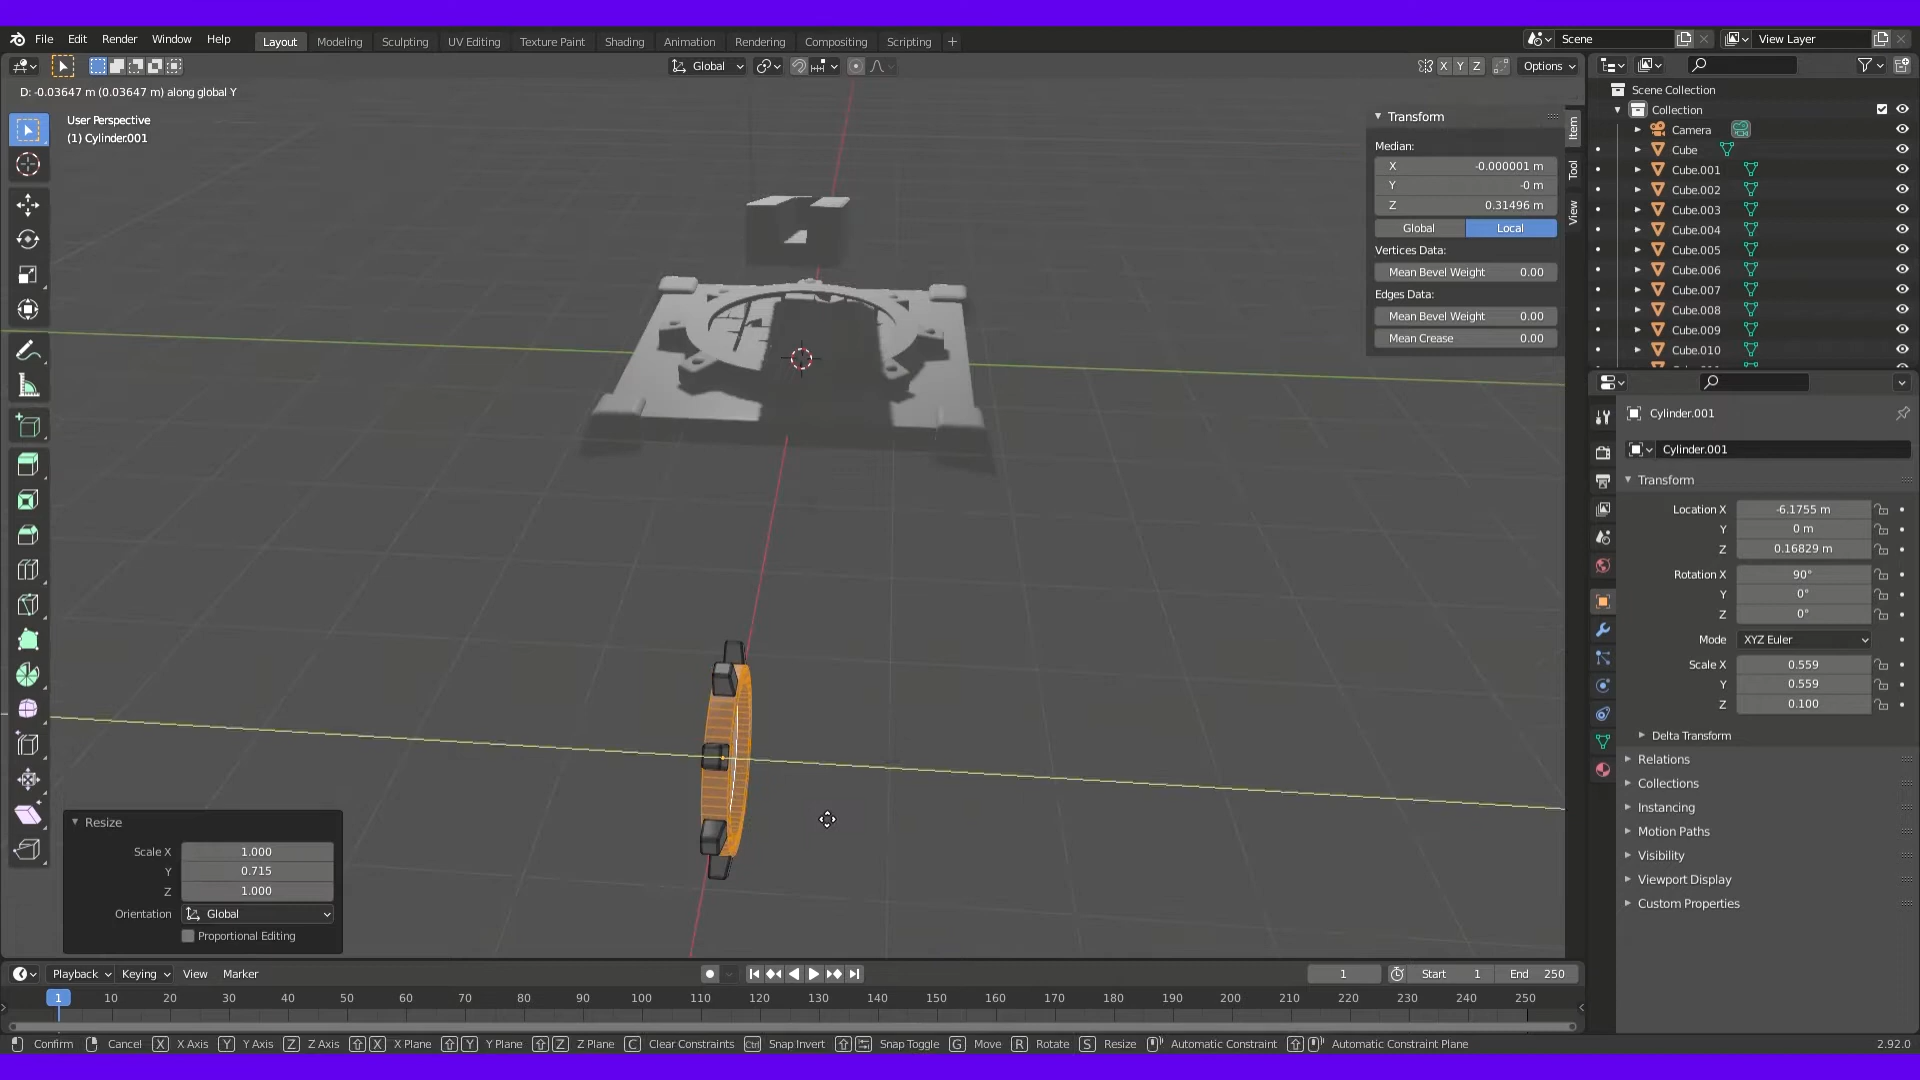 File Edit Render Window Help Layout Modeling Sculpting UV Editing Texture Paint Shading Animation Rendering Compositing Scripting + Scene View Layer
Global X Y Z Options
D: -0.03647 m (0.03647 m) along global Y
User Perspective
(1) Cylinder.001
Transform
Median:
X -0.000001 m
Y -0 m
Z 0.31496 m
Global Local
Vertices Data:
Mean Bevel Weight 0.00
Edges Data:
Mean Bevel Weight 0.00
Mean Crease 0.00
Item
Tool
View
Scene Collection
Collection
Camera
Cube
Cube.001
Cube.002
Cube.003
Cube.004
Cube.005
Cube.006
Cube.007
Cube.008
Cube.009
Cube.010
Cylinder.001
Cylinder.001
Transform
Location X -6.1755 m
Y 0 m
Z 0.16829 m
Rotation X 90°
Y 0°
Z 0°
Mode XYZ Euler
Scale X 0.559
Y 0.559
Z 0.100
Delta Transform
Relations
Collections
Instancing
Motion Paths
Visibility
Viewport Display
Custom Properties
Resize
Scale X 1.000
Y 0.715
Z 1.000
Orientation Global
Proportional Editing
Playback Keying View Marker 1 Start 1 End 250
1 10 20 30 40 50 60 70 80 90 100 110 120 130 140 150 160 170 180 190 200 210 220 230 240 250
Confirm Cancel X X Axis Y Y Axis Z Z Axis X X Plane Y Y Plane Z Z Plane C Clear Constraints Ctrl Snap Invert Snap Toggle G Move R Rotate S Resize Automatic Constraint Automatic Constraint Plane 2.92.0